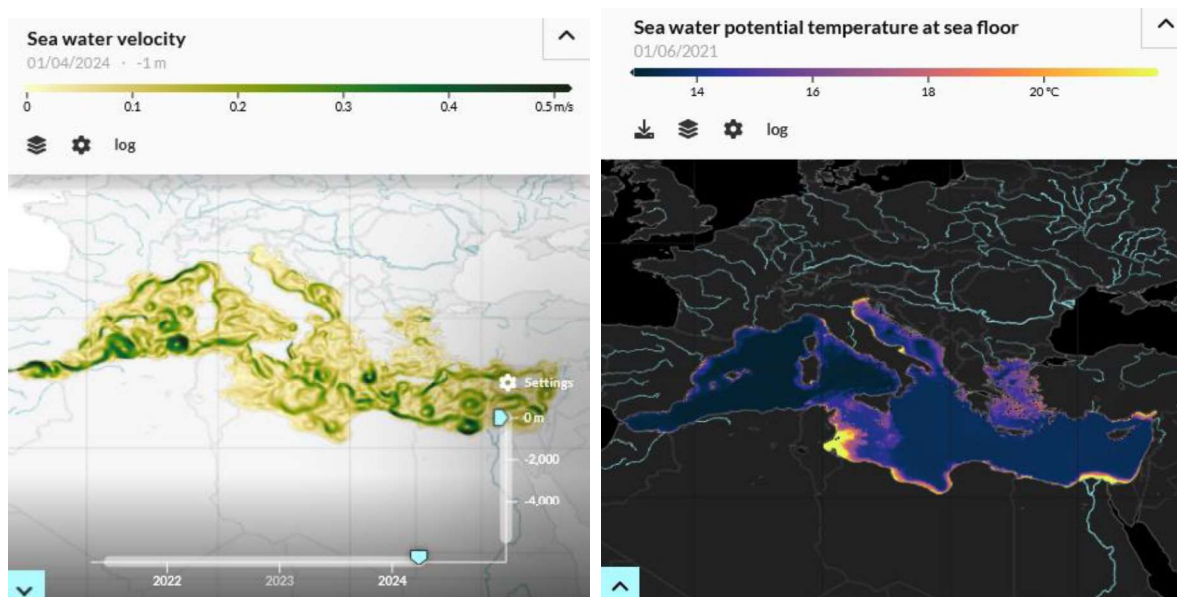 Sea water velocity
01/04/2024 · -1 m
0 0.1 0.2 0.3 0.4 0.5 m/s
log
Settings
0 m
-2,000
-4,000
2022 2023 2024
Sea water potential temperature at sea floor
01/06/2021
14 16 18 20 °C
log